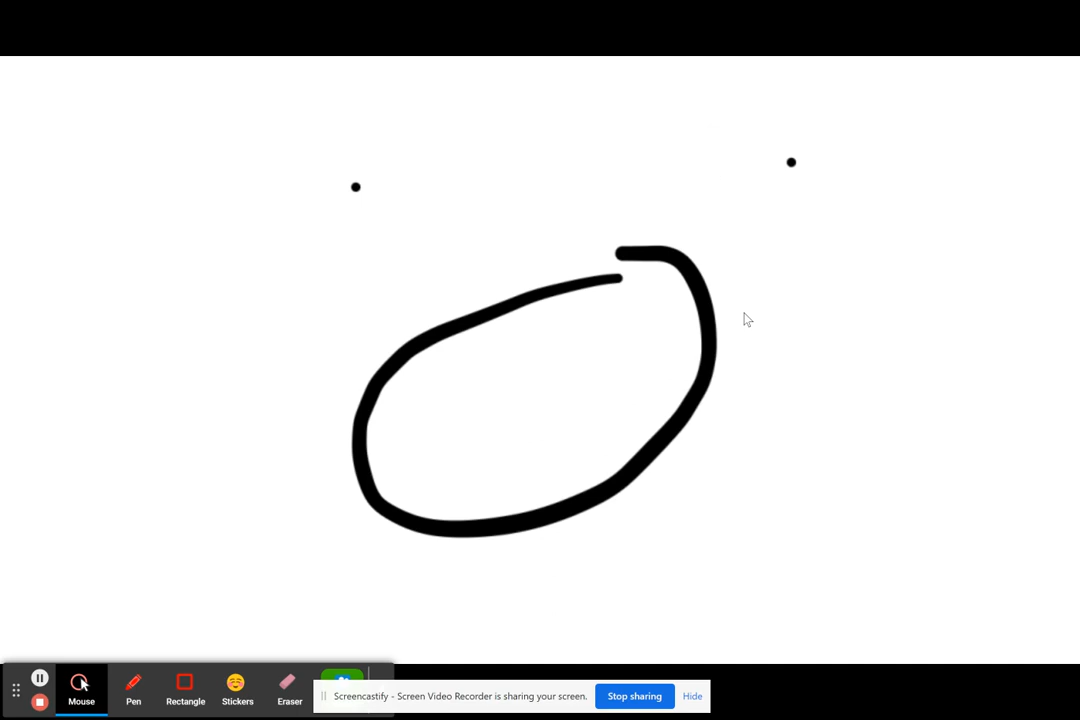 Mouse
Pen
Rectangle
Stickers
Eraser
Screencastify - Screen Video Recorder is sharing your screen.
Stop sharing
Hide